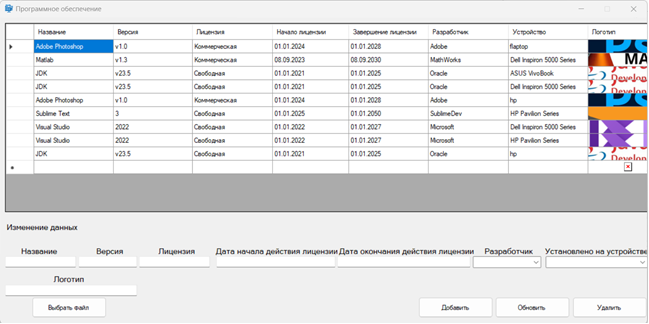 Программное обеспечение
Название Версия Лицензия Начало лицензии Завершение лицензии Разработчик Устройство Логотип
Adobe Photoshop v1.0 Коммерческая 01.01.2024 01.01.2028 Adobe flaptop
Matlab v1.3 Коммерческая 08.09.2023 08.09.2030 MathWorks Dell Inspiron 5000 Series MA
JDK v23.5 Свободная 01.01.2021 01.01.2025 Oracle ASUS VivoBook Develop
JDK v23.5 Свободная 01.01.2021 01.01.2025 Oracle Dell Inspiron 5000 Series Develop
Adobe Photoshop v1.0 Коммерческая 01.01.2024 01.01.2028 Adobe hp
Sublime Text 3 Свободная 01.01.2025 01.01.2050 SublimeDev HP Pavilion Series
Visual Studio 2022 Свободная 01.01.2022 01.01.2027 Microsoft Dell Inspiron 5000 Series
Visual Studio 2022 Свободная 01.01.2022 01.01.2027 Microsoft HP Pavilion Series
JDK v23.5 Свободная 01.01.2021 01.01.2025 Oracle hp Develop
Изменение данных
Название Версия Лицензия Дата начала действия лицензии Дата окончания действия лицензии Разработчик Установлено на устройстве
Логотип
Выбрать файл Добавить Обновить Удалить